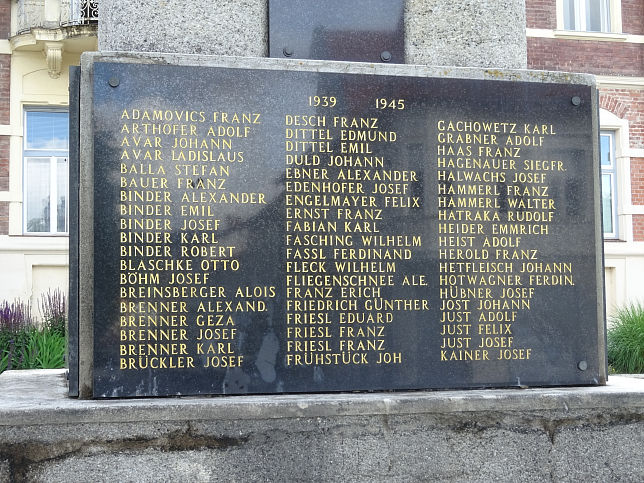 1939 1945
ADAMOVICS FRANZ
ARTHOFER ADOLF
AVAR JOHANN
AVAR LADISLAUS
BALLA STEFAN
BAUER FRANZ
BINDER ALEXANDER
BINDER EMIL
BINDER JOSEF
BINDER KARL
BINDER ROBERT
BLASCHKE OTTO
BÖHM JOSEF
BREINSBERGER ALOIS
BRENNER ALEXAND.
BRENNER GÉZA
BRENNER JOSEF
BRENNER KARL
BRÜCKLER JOSEF
DESCH FRANZ
DITTEL EDMUND
DITTEL EMIL
DULD JOHANN
EBNER ALEXANDER
EDENHOFER JOSEF
ENGELMAYER FELIX
ERNST FRANZ
FABIAN KARL
FASCHING WILHELM
FASSL FERDINAND
FLECK WILHELM
FLIEGENSCHNEE ALE.
FRANZ ERICH
FRIEDRICH GÜNTHER
FRIESL EDUARD
FRIESL FRANZ
FRIESL FRANZ
FRÜHSTÜCK JOH
GACHOWETZ KARL
GRABNER ADOLF
HAAS FRANZ
HAGENAUER SIEGFR.
HALWACHS JOSEF
HAMMERL FRANZ
HAMMERL WALTER
HATRAKA RUDOLF
HEIDER EMMRICH
HEIST ADOLF
HEROLD FRANZ
HETFLEISCH JOHANN
HOTWAGNER FERDIN.
HÜBNER JOSEF
JOST JOHANN
JUST ADOLF
JUST FELIX
JUST JOSEF
KAINER JOSEF